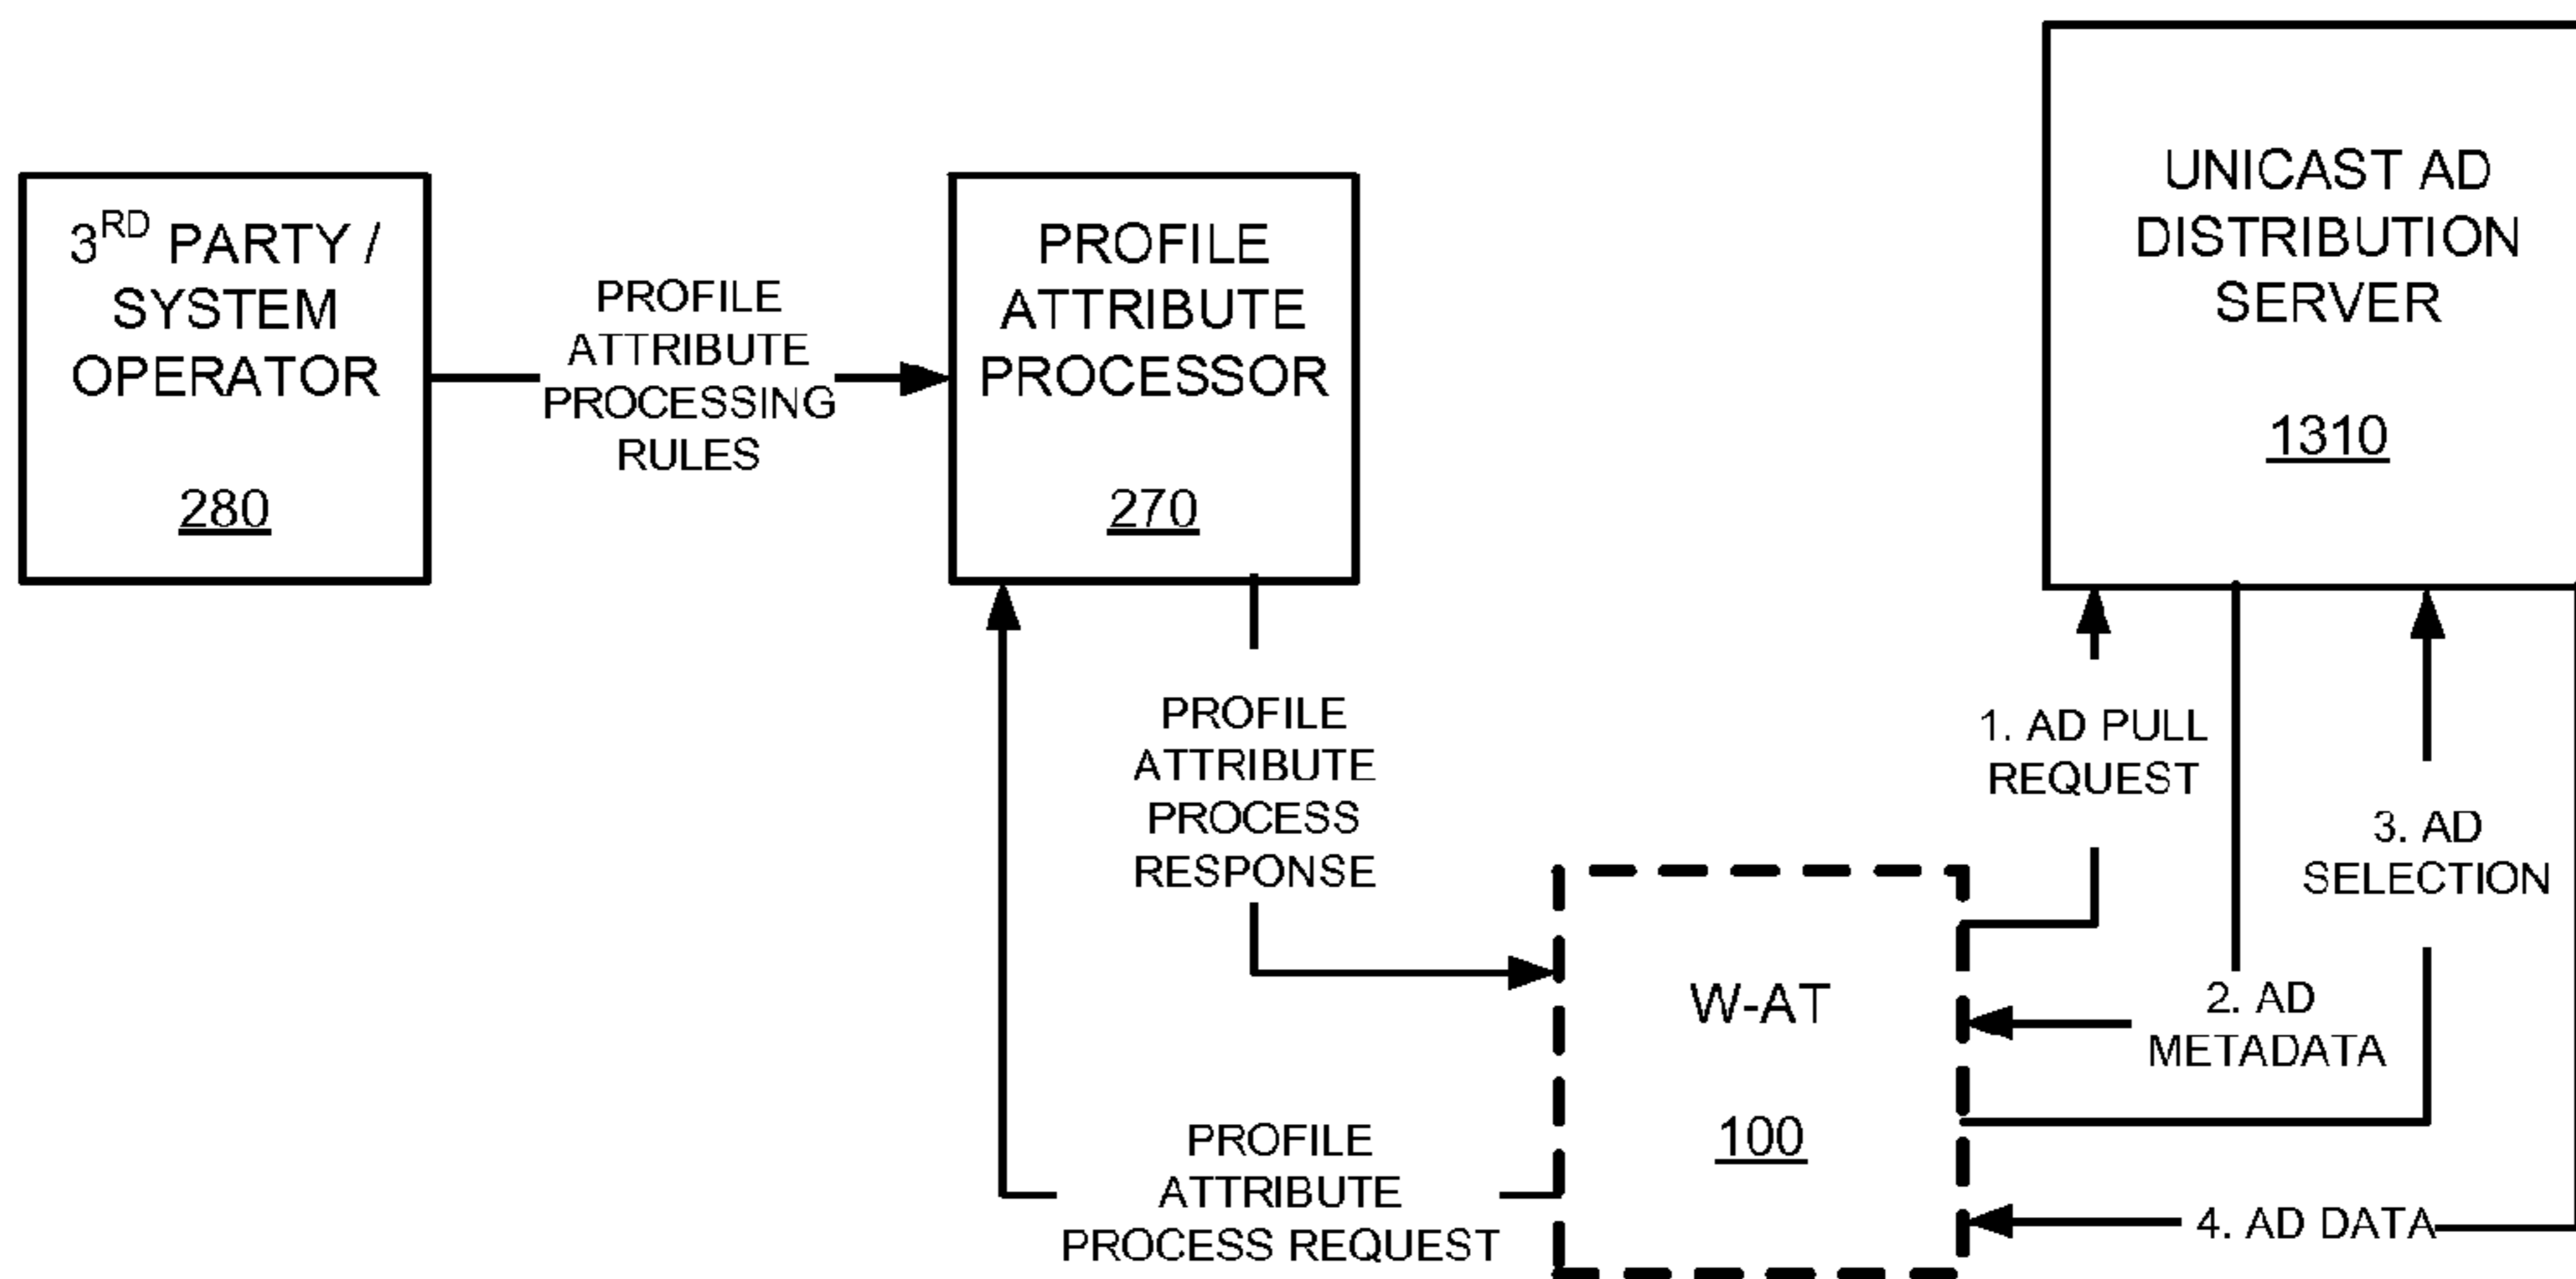 3RD PARTY /
SYSTEM
OPERATOR
280
PROFILE
ATTRIBUTE
PROCESSING
RULES
PROFILE
ATTRIBUTE
PROCESSOR
270
UNICAST AD
DISTRIBUTION
SERVER
1310
PROFILE
ATTRIBUTE
PROCESS
RESPONSE
1. AD PULL
REQUEST
3. AD
SELECTION
2. AD
METADATA
W-AT
100
PROFILE
ATTRIBUTE
PROCESS REQUEST
4. AD DATA